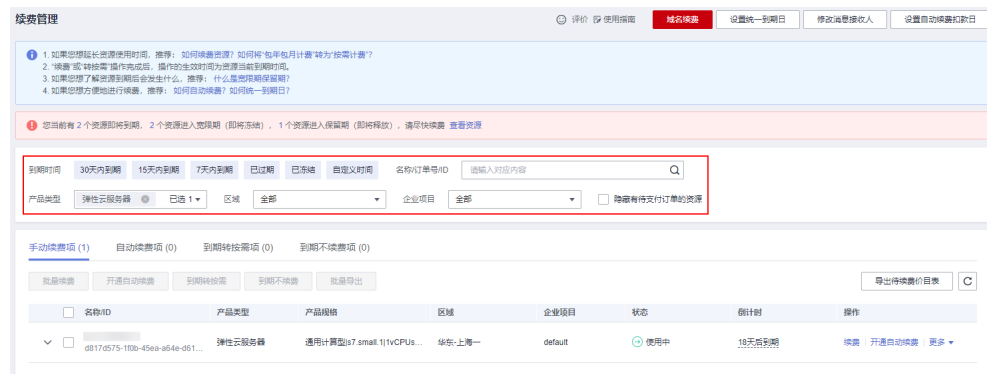 续费管理
评价 使用指南 域名续费 设置统一到期日 修改消息接收人 设置自动续费扣款日
1. 如果您想延长资源使用时间，推荐： 如何续费资源？如何将“包年包月计费”转为“按需计费”？
2. “续费”或“转按需”操作完成后，操作的生效时间为资源当前到期时间。
3. 如果您想了解资源到期后会发生什么，推荐： 什么是宽限期保留期？
4. 如果您想方便地进行续费，推荐： 如何自动续费？如何统一到期日？
您当前有 2 个资源即将到期， 2 个资源进入宽限期（即将冻结）， 1 个资源进入保留期（即将释放），请尽快续费 查看资源
到期时间 30天内到期 15天内到期 7天内到期 已过期 已冻结 自定义时间 名称/订单号/ID 请输入对应内容
产品类型 弹性云服务器 已选 1 区域 全部 企业项目 全部 隐藏有待支付订单的资源
手动续费项 (1) 自动续费项 (0) 到期转按需项 (0) 到期不续费项 (0)
批量续费 开通自动续费 到期转按需 到期不续费 批量导出 导出待续费价目表
名称/ID 产品类型 产品规格 区域 企业项目 状态 倒计时 操作
d817d575-1f0b-45ea-a64e-d61... 弹性云服务器 通用计算型|s7.small.1|1vCPUs... 华东-上海一 default 使用中 18天后到期 续费 开通自动续费 更多